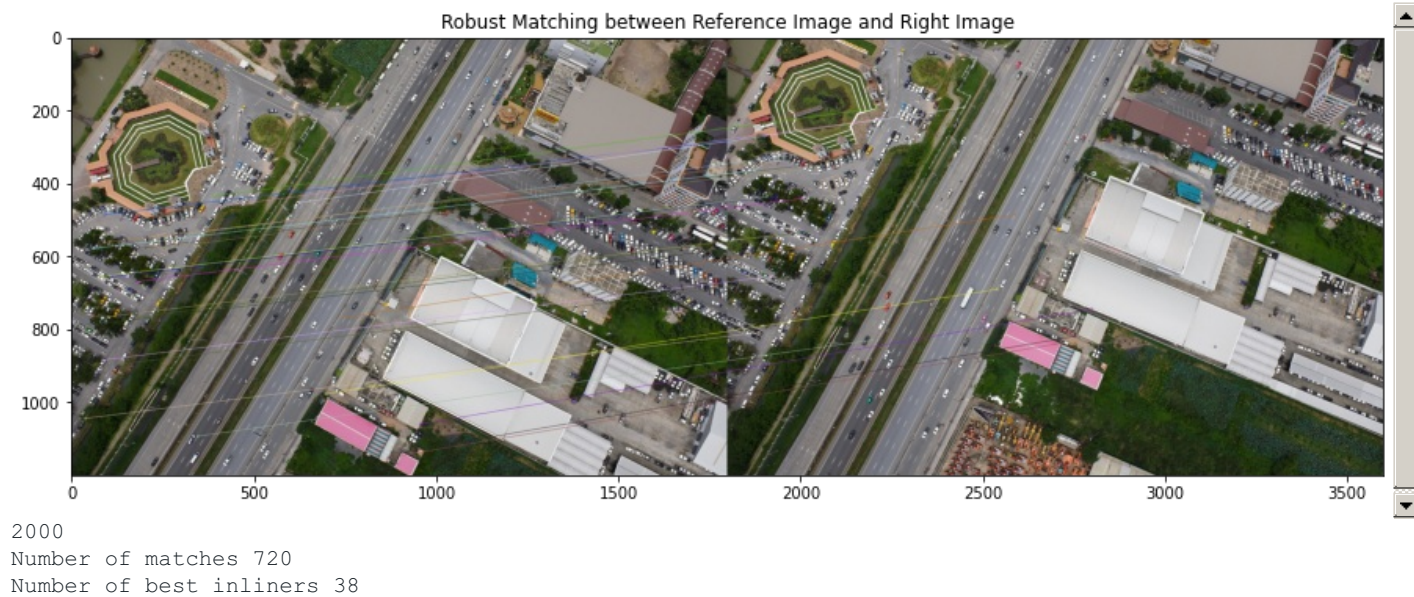 Robust Matching between Reference Image and Right Image
0
200
400
600
800
1000
0 500 1000 1500 2000 2500 3000 3500
2000
Number of matches 720
Number of best inliners 38